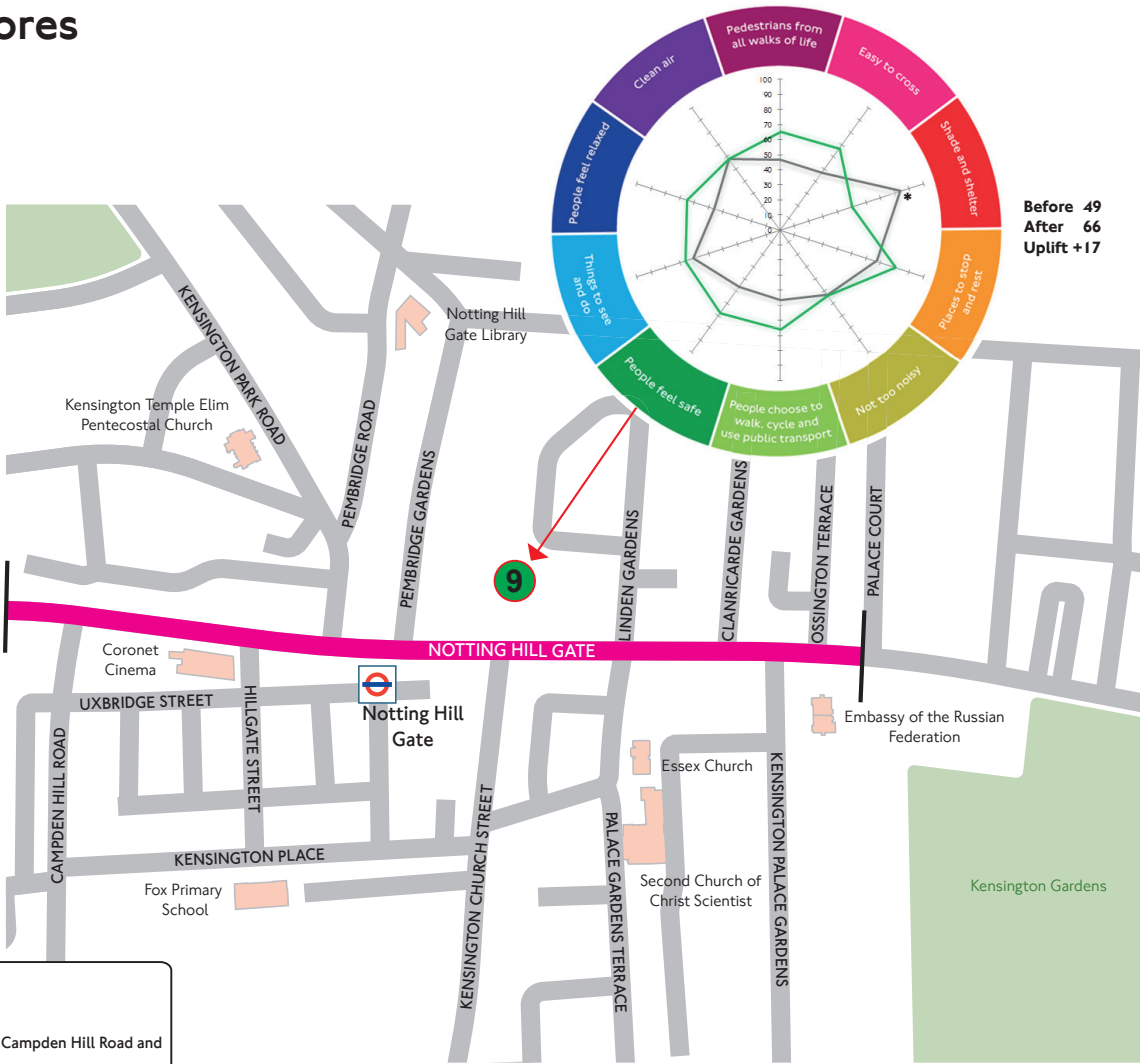 ores
Pedestrians from
all walks of life
Easy to cross
Shade and shelter
Places to stop
and rest
Not too noisy
People choose to
walk, cycle and
use public transport
People feel safe
Things to see
and do
People feel relaxed
Clean air
100
90
80
70
60
50
40
30
20
10
0
*
Before 49
After 66
Uplift +17
KENSINGTON PARK ROAD
Notting Hill
Gate Library
Kensington Temple Elim
Pentecostal Church
PEMBRIDGE ROAD
PEMBRIDGE GARDENS
9
LINDEN GARDENS
CLANRICARDE GARDENS
OSSINGTON TERRACE
PALACE COURT
NOTTING HILL GATE
Coronet
Cinema
UXBRIDGE STREET
HILLGATE STREET
Notting Hill
Gate
Embassy of the Russian
Federation
Essex Church
CAMPDEN HILL ROAD
KENSINGTON PLACE
Fox Primary
School
KENSINGTON CHURCH STREET
PALACE GARDENS TERRACE
Second Church of
Christ Scientist
KENSINGTON PALACE GARDENS
Kensington Gardens
Campden Hill Road and